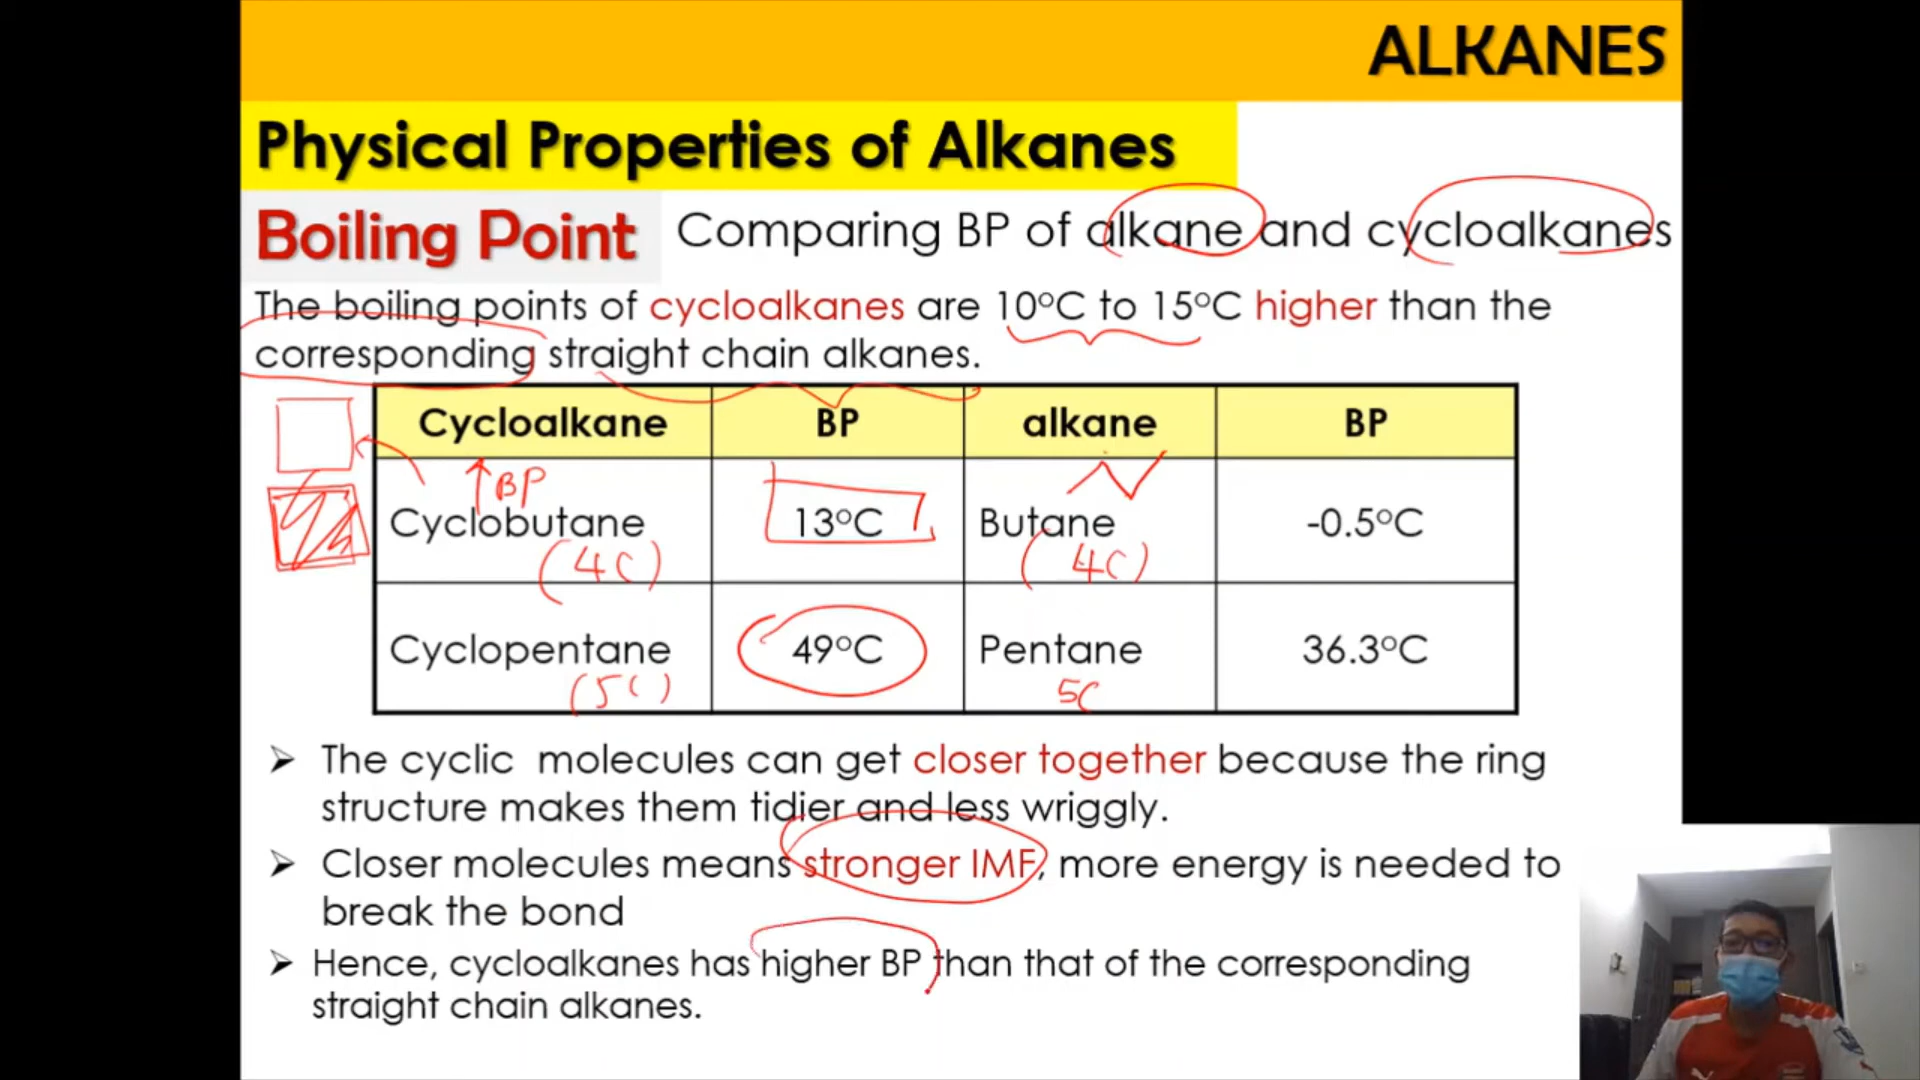 ALKANES
Physical Properties of Alkanes
Boiling Point Comparing BP of alkane and cycloalkanes
The boiling points of cycloalkanes are 10°C to 15°C higher than the
corresponding straight chain alkanes.
Cycloalkane BP alkane BP
↑ BP
Cyclobutane 13°C Butane -0.5°C
(4C) (4C)
Cyclopentane 49°C Pentane 36.3°C
(5C) 5C
➢ The cyclic molecules can get closer together because the ring
structure makes them tidier and less wriggly.
➢ Closer molecules means stronger IMF, more energy is needed to
break the bond
➢ Hence, cycloalkanes has higher BP than that of the corresponding
straight chain alkanes.